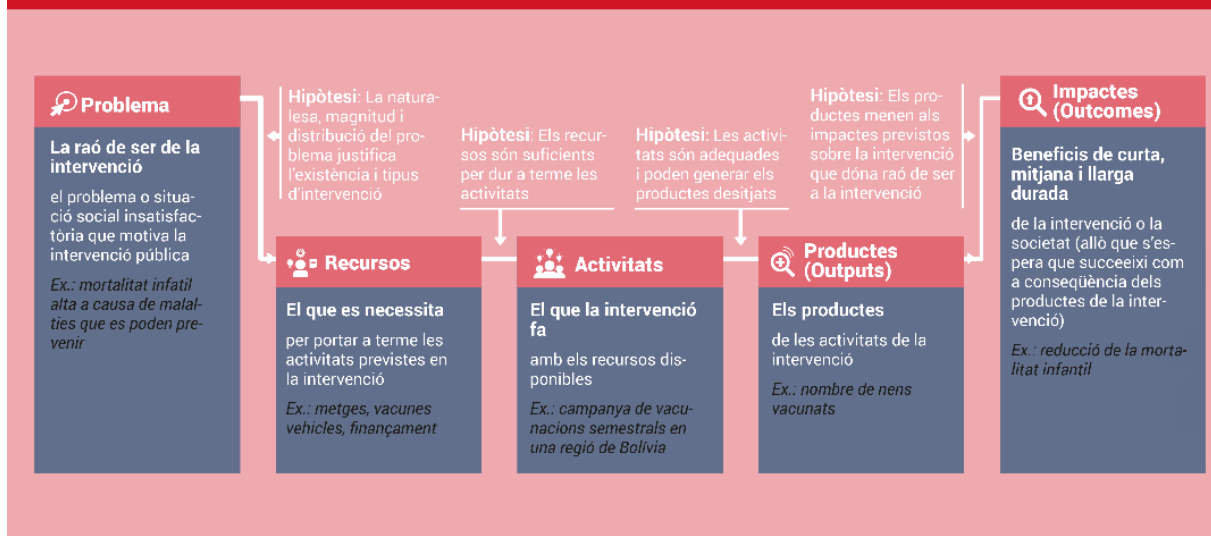 Problema
La raó de ser de la
intervenció
el problema o situa-
ció social insatisfac-
tòria que motiva la
intervenció pública
Ex.: mortalitat infatil
alta a causa de malal-
ties que es poden pre-
venir
Hipòtesi: La natura-
lesa, magnitud i
distribució del pro-
blema justifica
l'existència i tipus
d'intervenció
Recursos
El que es necessita
per portar a terme les
activitats previstes en
la intervenció
Ex.: metges, vacunes
vehicles, finançament
Hipòtesi: Els recur-
sos són suficients
per dur a terme les
activitats
Activitats
El que la intervenció
fa
amb els recursos dis-
ponibles
Ex.: campanya de vacu-
nacions semestrals en
una regió de Bolívia
Hipòtesi: Les activi-
tats són adequades
i poden generar els
productes desitjats
Productes
(Outputs)
Els productes
de les activitats de la
intervenció
Ex.: nombre de nens
vacunats
Hipòtesi: Els pro-
ductes menen als
impactes previstos
sobre la intervenció
que dóna raó de ser
a la intervenció
Impactes
(Outcomes)
Beneficis de curta,
mitjana i llarga
durada
de la intervenció o la
societat (allò que s'es-
pera que succeeixi com
a conseqüència dels
productes de la inter-
venció)
Ex.: reducció de la morta-
litat infantil